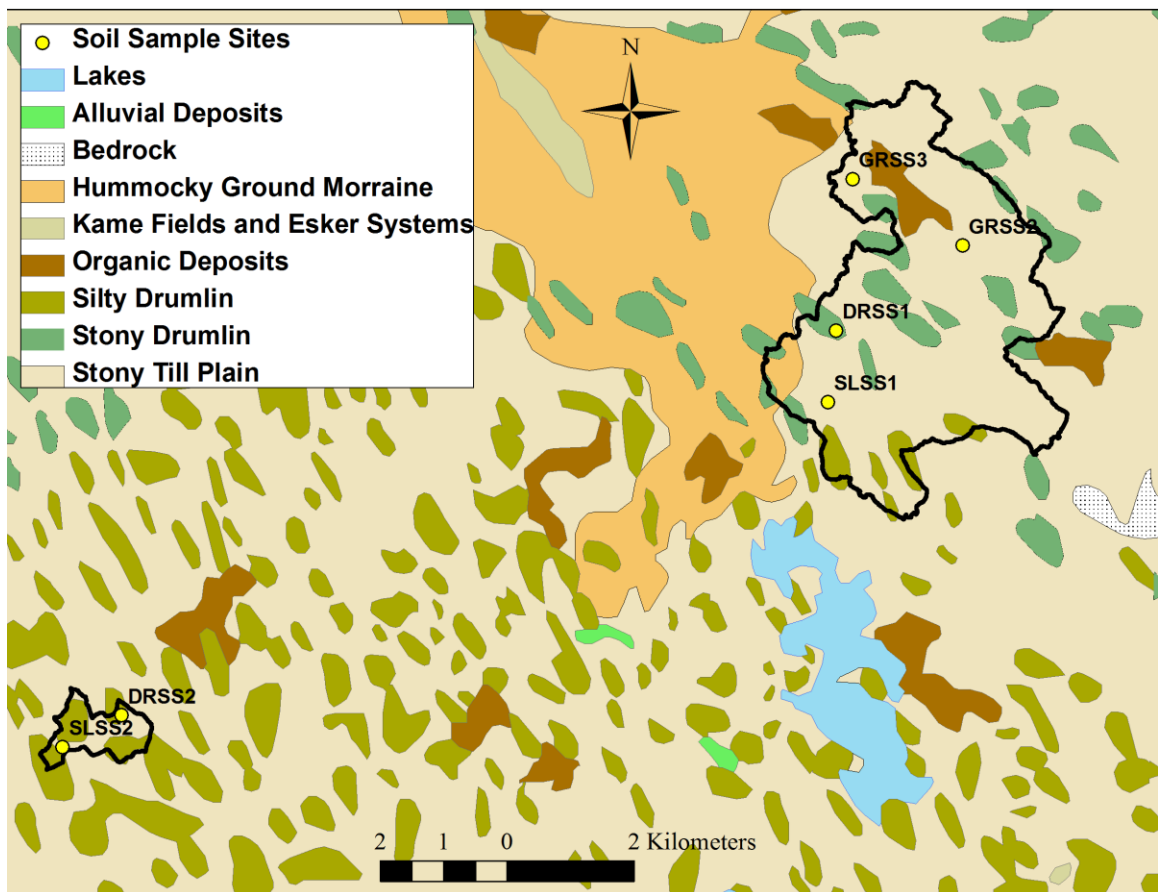 Soil Sample Sites
Lakes
Alluvial Deposits
Bedrock
Hummocky Ground Morraine
Kame Fields and Esker Systems
Organic Deposits
Silty Drumlin
Stony Drumlin
Stony Till Plain
N
GRSS3
GRSS2
DRSS1
SLSS1
DRSS2
SLSS2
2 1 0 2 Kilometers